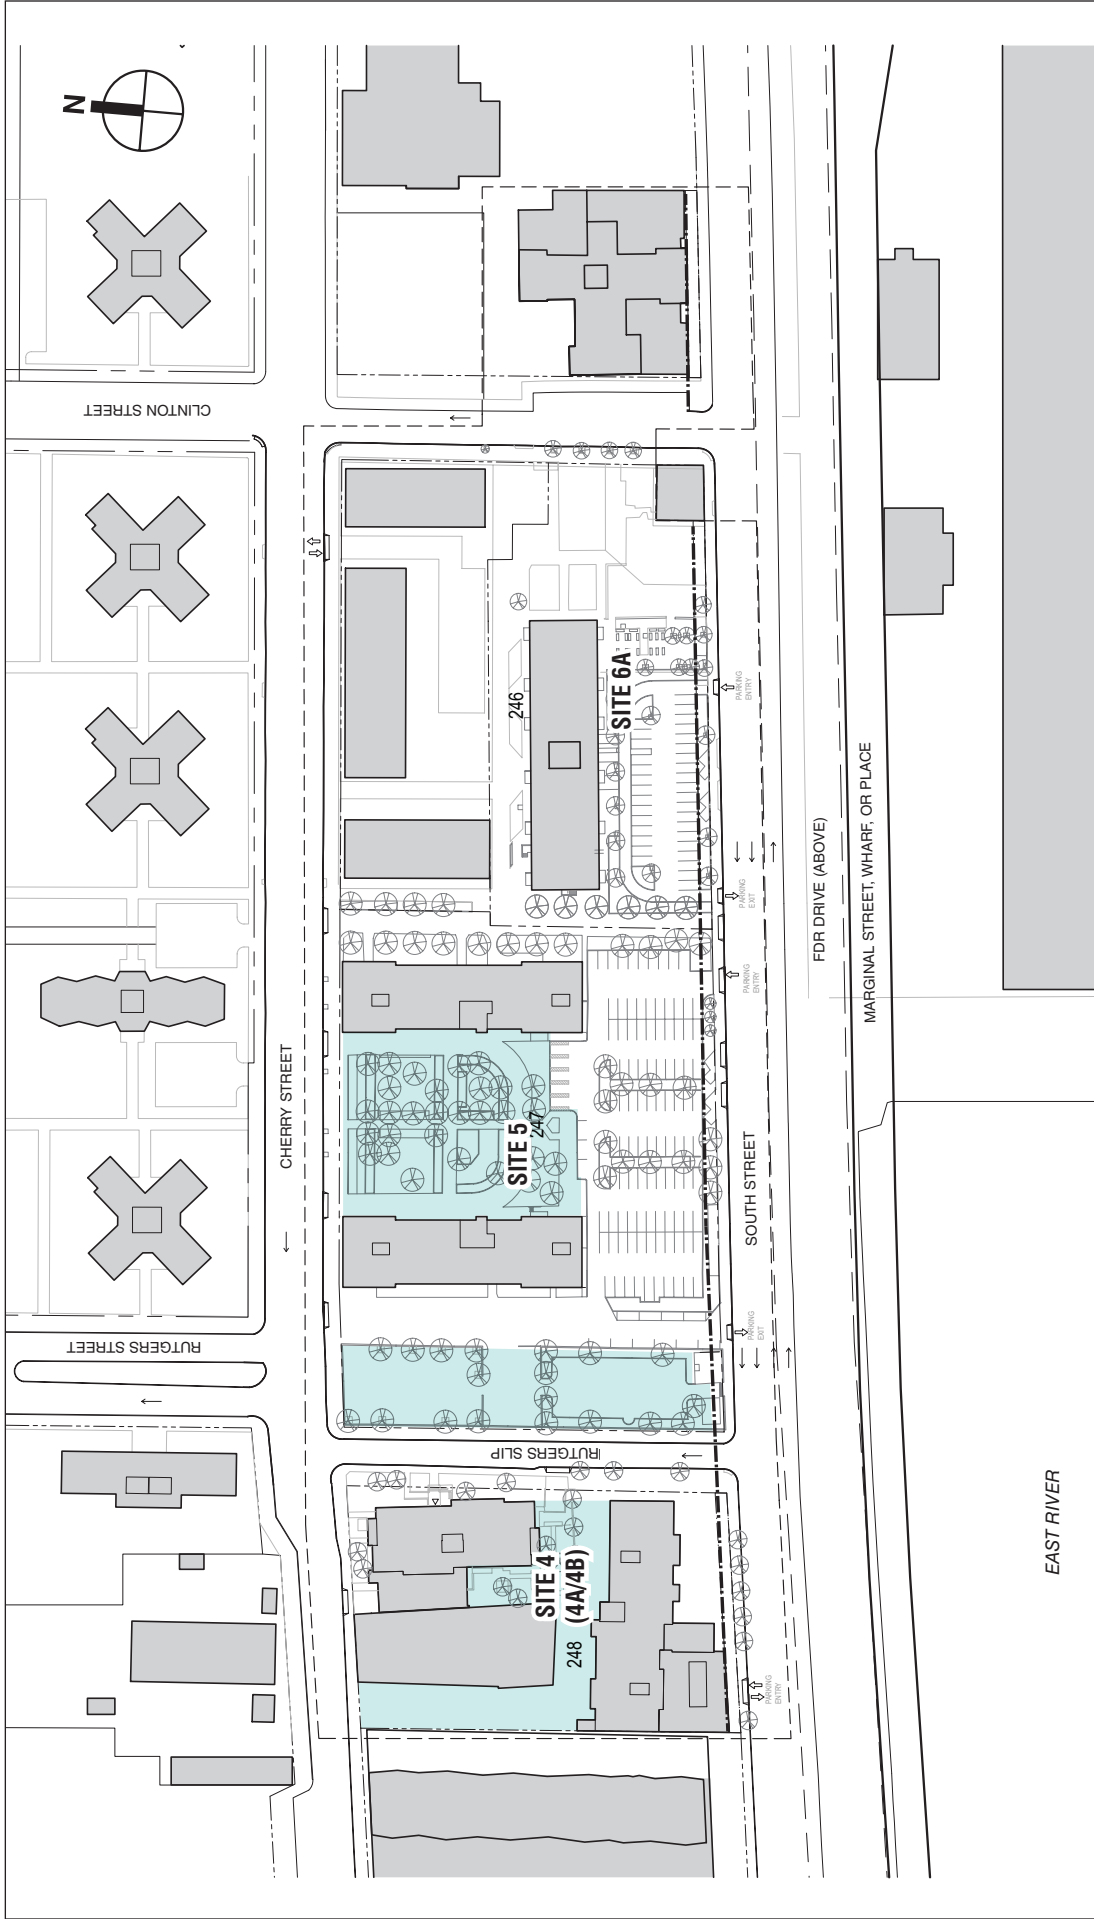 N
CLINTON STREET
246
SITE 6A
PARKING
ENTRY
PARKING
EXIT
PARKING
ENTRY
FDR DRIVE (ABOVE)
MARGINAL STREET, WHARF, OR PLACE
CHERRY STREET
SITE 5
247
SOUTH STREET
PARKING
EXIT
RUTGERS STREET
RUTGERS SLIP
SITE 4
(4A/4B)
248
PARKING
ENTRY
EAST RIVER